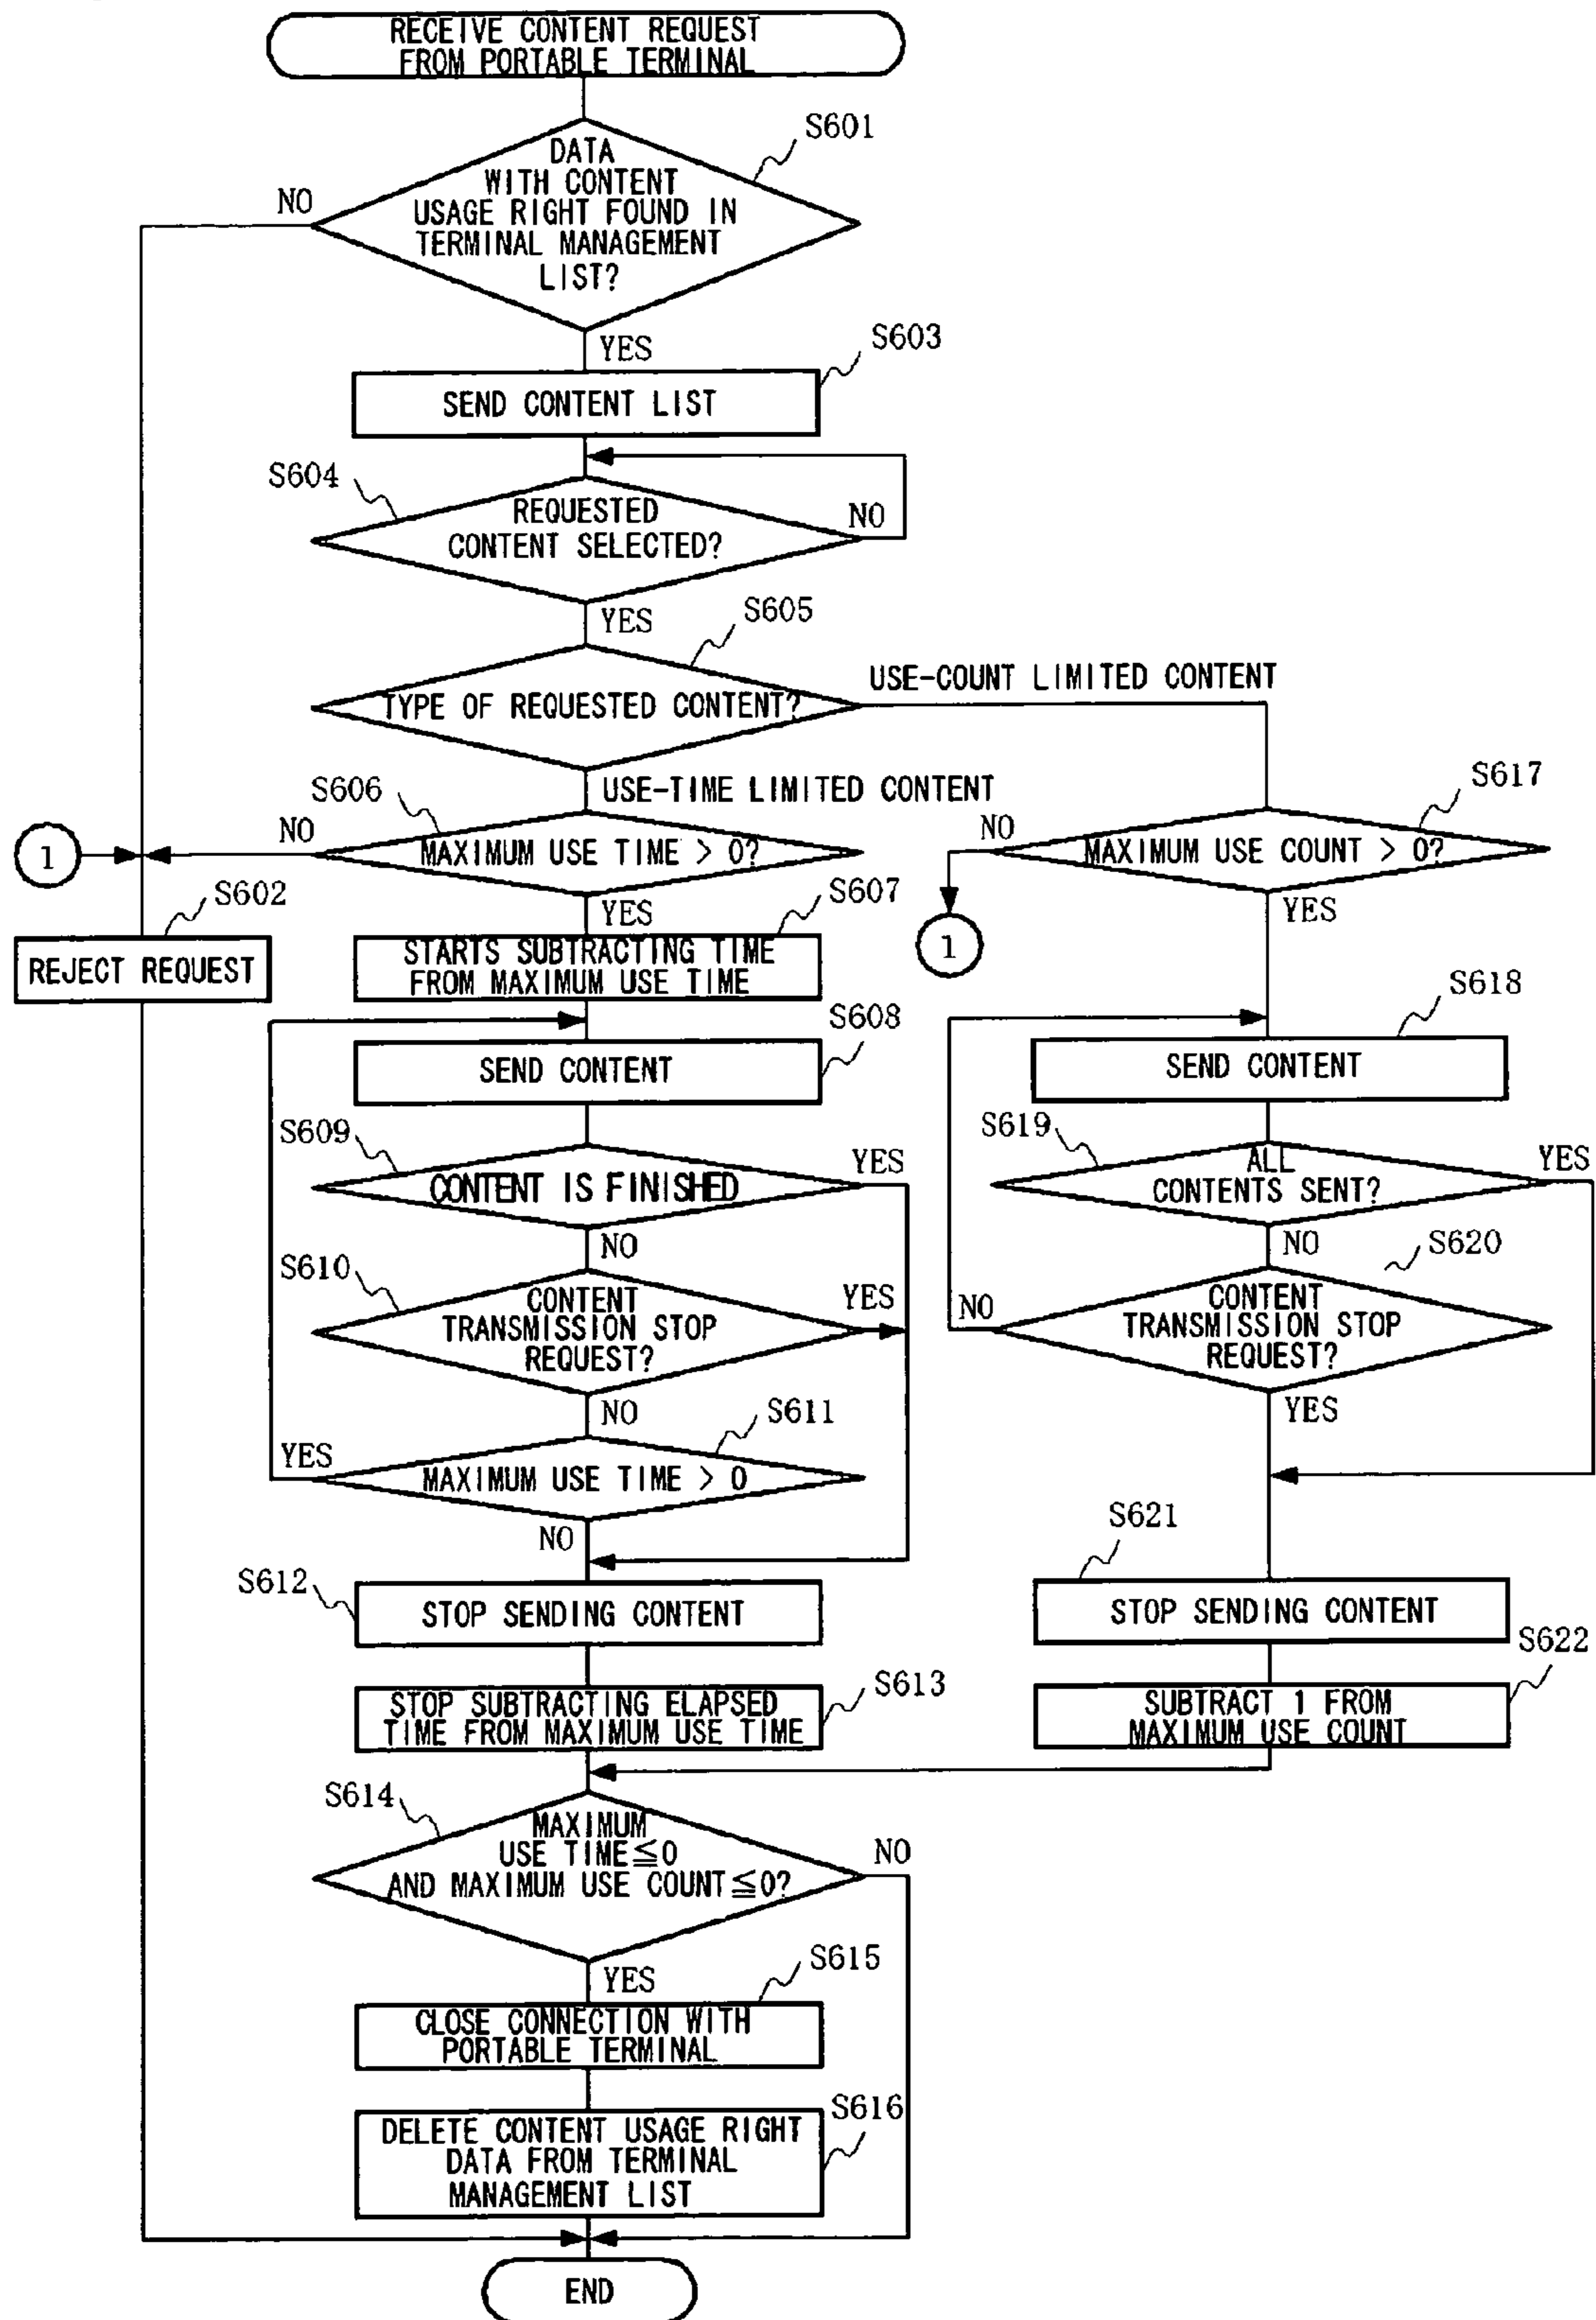 RECEIVE CONTENT REQUEST
FROM PORTABLE TERMINAL
S601
DATA
WITH CONTENT
USAGE RIGHT FOUND IN
TERMINAL MANAGEMENT
LIST?
NO
YES
S603
SEND CONTENT LIST
S604
REQUESTED
CONTENT SELECTED?
NO
YES
S605
TYPE OF REQUESTED CONTENT?
USE-COUNT LIMITED CONTENT
USE-TIME LIMITED CONTENT
S606
MAXIMUM USE TIME > 0?
NO
1
YES
S602
REJECT REQUEST
S607
STARTS SUBTRACTING TIME
FROM MAXIMUM USE TIME
S608
SEND CONTENT
S609
CONTENT IS FINISHED
YES
NO
S610
CONTENT
TRANSMISSION STOP
REQUEST?
YES
NO
S611
MAXIMUM USE TIME > 0
YES
NO
S612
STOP SENDING CONTENT
S613
STOP SUBTRACTING ELAPSED
TIME FROM MAXIMUM USE TIME
S617
MAXIMUM USE COUNT > 0?
NO
1
YES
S618
SEND CONTENT
S619
ALL
CONTENTS SENT?
YES
NO
S620
CONTENT
TRANSMISSION STOP
REQUEST?
NO
YES
S621
STOP SENDING CONTENT
S622
SUBTRACT 1 FROM
MAXIMUM USE COUNT
S614
MAXIMUM
USE TIME≦0
AND MAXIMUM USE COUNT≦0?
NO
YES
S615
CLOSE CONNECTION WITH
PORTABLE TERMINAL
S616
DELETE CONTENT USAGE RIGHT
DATA FROM TERMINAL
MANAGEMENT LIST
END